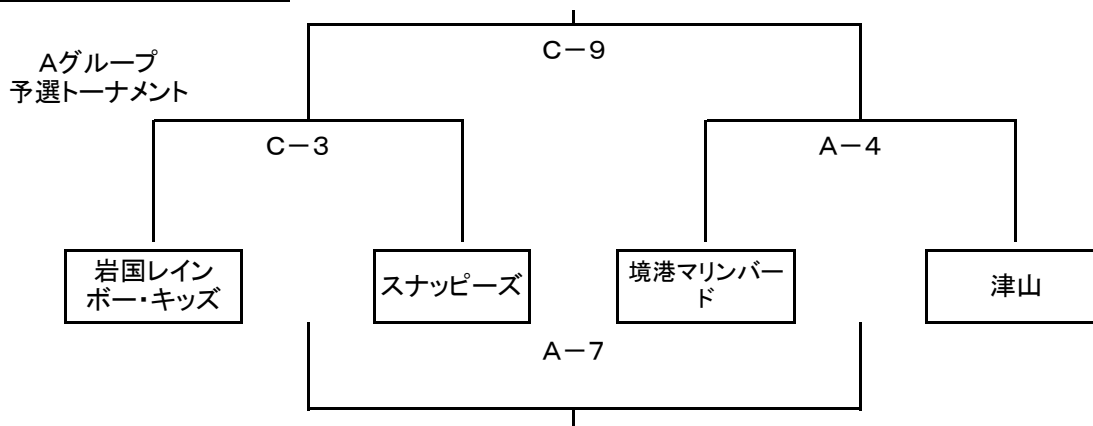 C－9
Aグループ
予選トーナメント
C－3
A－4
岩国レイン
ボー・キッズ
スナッピーズ
境港マリンバー
ド
津山
A－7